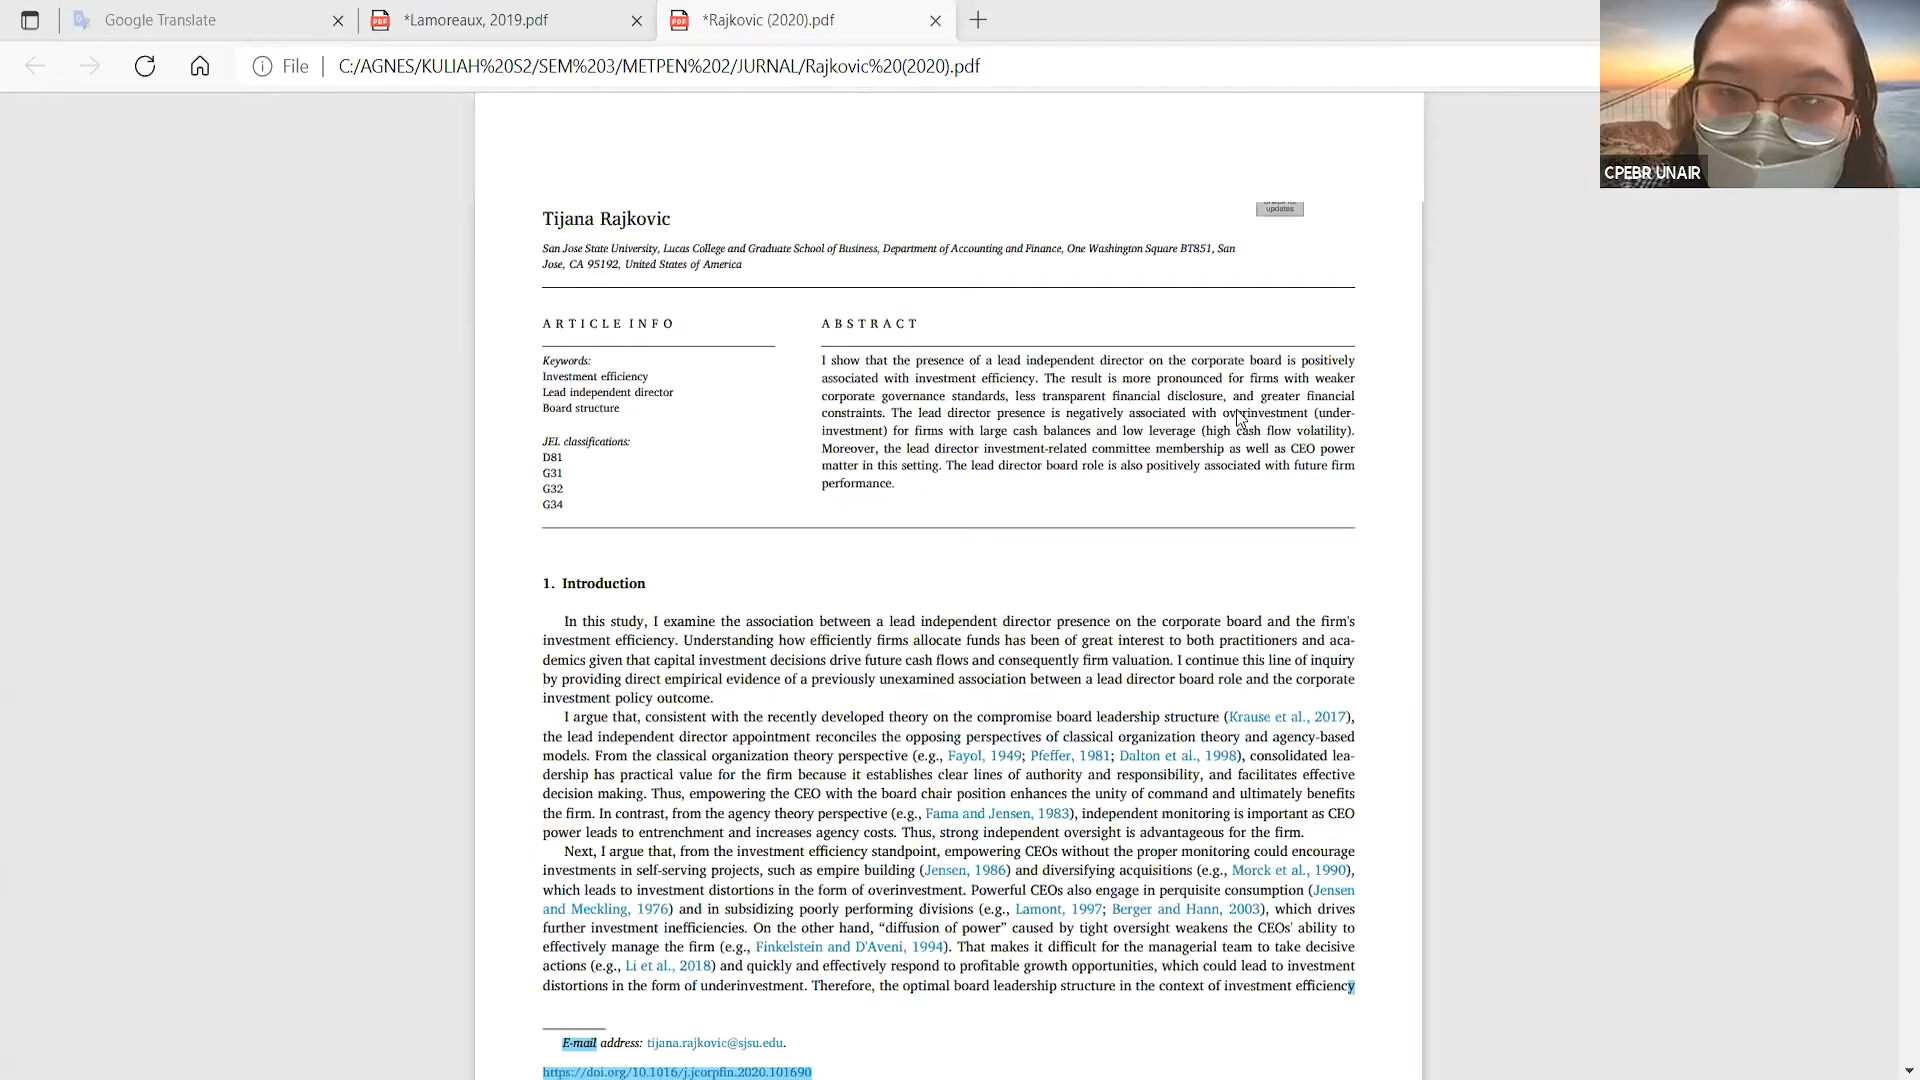 Google Translate
*Lamoreaux, 2019.pdf
*Rajkovic (2020).pdf
File
C:/AGNES/KULIAH%20S2/SEM%203/METPEN%202/JURNAL/Rajkovic%20(2020).pdf
CPEBR UNAIR
updates
Tijana Rajkovic
San Jose State University, Lucas College and Graduate School of Business, Department of Accounting and Finance, One Washington Square BT851, San
Jose, CA 95192, United States of America
ARTICLE INFO
Keywords:
Investment efficiency
Lead independent director
Board structure
JEL classifications:
D81
G31
G32
G34
ABSTRACT
I show that the presence of a lead independent director on the corporate board is positively
associated with investment efficiency. The result is more pronounced for firms with weaker
corporate governance standards, less transparent financial disclosure, and greater financial
constraints. The lead director presence is negatively associated with overinvestment (under-
investment) for firms with large cash balances and low leverage (high cash flow volatility).
Moreover, the lead director investment-related committee membership as well as CEO power
matter in this setting. The lead director board role is also positively associated with future firm
performance.
1. Introduction
In this study, I examine the association between a lead independent director presence on the corporate board and the firm's
investment efficiency. Understanding how efficiently firms allocate funds has been of great interest to both practitioners and aca-
demics given that capital investment decisions drive future cash flows and consequently firm valuation. I continue this line of inquiry
by providing direct empirical evidence of a previously unexamined association between a lead director board role and the corporate
investment policy outcome.
I argue that, consistent with the recently developed theory on the compromise board leadership structure (Krause et al., 2017),
the lead independent director appointment reconciles the opposing perspectives of classical organization theory and agency-based
models. From the classical organization theory perspective (e.g., Fayol, 1949; Pfeffer, 1981; Dalton et al., 1998), consolidated lea-
dership has practical value for the firm because it establishes clear lines of authority and responsibility, and facilitates effective
decision making. Thus, empowering the CEO with the board chair position enhances the unity of command and ultimately benefits
the firm. In contrast, from the agency theory perspective (e.g., Fama and Jensen, 1983), independent monitoring is important as CEO
power leads to entrenchment and increases agency costs. Thus, strong independent oversight is advantageous for the firm.
Next, I argue that, from the investment efficiency standpoint, empowering CEOs without the proper monitoring could encourage
investments in self-serving projects, such as empire building (Jensen, 1986) and diversifying acquisitions (e.g., Morck et al., 1990),
which leads to investment distortions in the form of overinvestment. Powerful CEOs also engage in perquisite consumption (Jensen
and Meckling, 1976) and in subsidizing poorly performing divisions (e.g., Lamont, 1997; Berger and Hann, 2003), which drives
further investment inefficiencies. On the other hand, “diffusion of power” caused by tight oversight weakens the CEOs' ability to
effectively manage the firm (e.g., Finkelstein and D'Aveni, 1994). That makes it difficult for the managerial team to take decisive
actions (e.g., Li et al., 2018) and quickly and effectively respond to profitable growth opportunities, which could lead to investment
distortions in the form of underinvestment. Therefore, the optimal board leadership structure in the context of investment efficiency
E-mail address: tijana.rajkovic@sjsu.edu.
https://doi.org/10.1016/j.jcorpfin.2020.101690